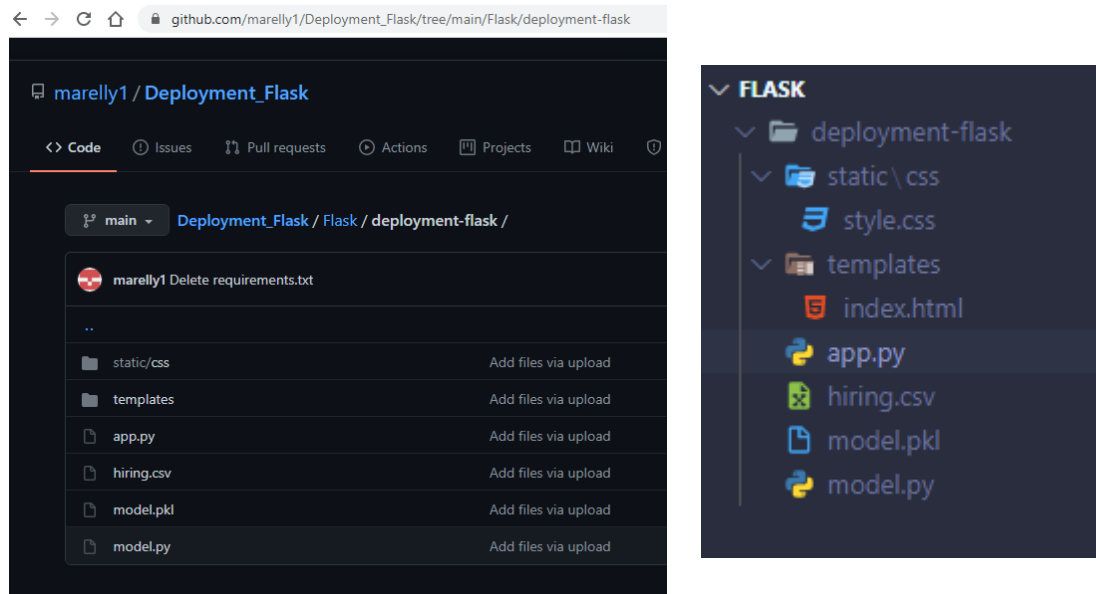 github.com/marelly1/Deployment_Flask/tree/main/Flask/deployment-flask
marelly1 / Deployment_Flask
<> Code Issues Pull requests Actions Projects Wiki
main Deployment_Flask / Flask / deployment-flask /
marelly1 Delete requirements.txt
..
static/css Add files via upload
templates Add files via upload
app.py Add files via upload
hiring.csv Add files via upload
model.pkl Add files via upload
model.py Add files via upload
FLASK
deployment-flask
static\css
style.css
templates
index.html
app.py
hiring.csv
model.pkl
model.py